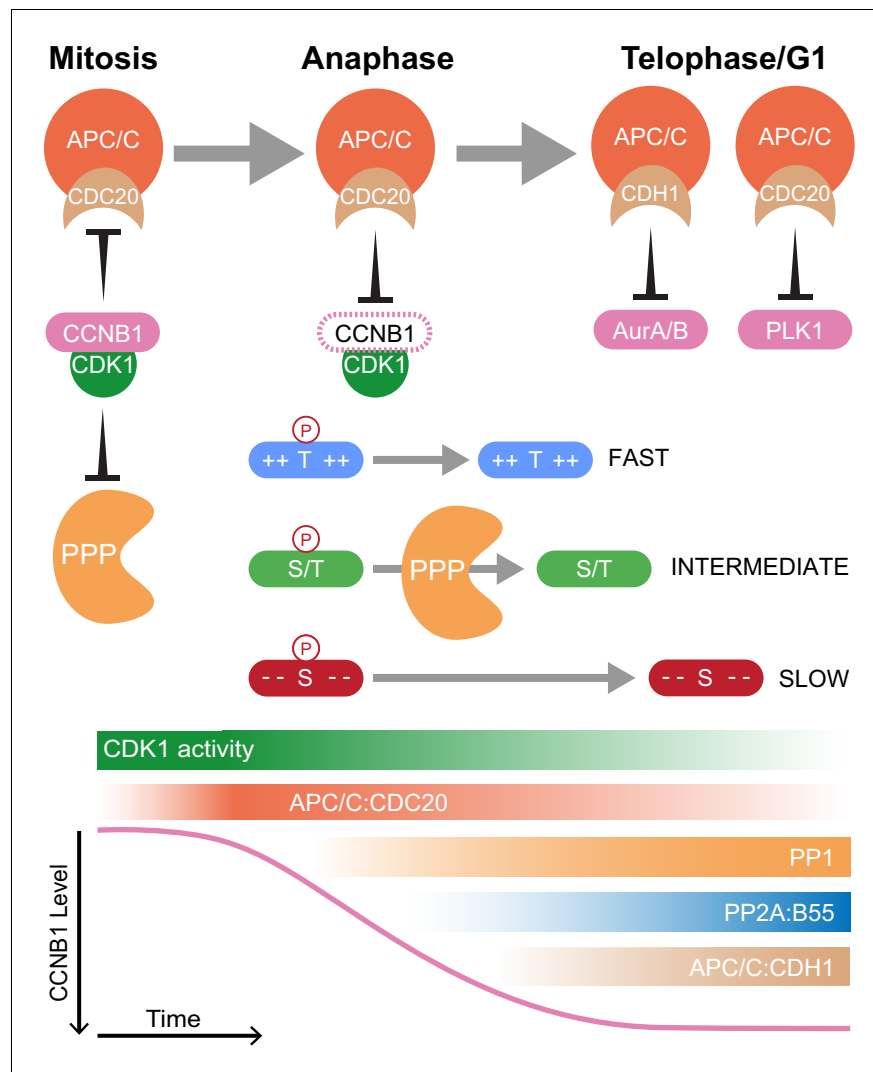 Mitosis
Anaphase
Telophase/G1
APC/C
APC/C
APC/C
APC/C
CDC20
CDC20
CDH1
CDC20
CCNB1
CCNB1
AurA/B
PLK1
CDK1
CDK1
P
++ T ++
++ T ++
FAST
PPP
P
S/T
PPP
S/T
INTERMEDIATE
P
-- S --
-- S --
SLOW
CDK1 activity
APC/C:CDC20
PP1
PP2A:B55
APC/C:CDH1
CCNB1 Level
Time